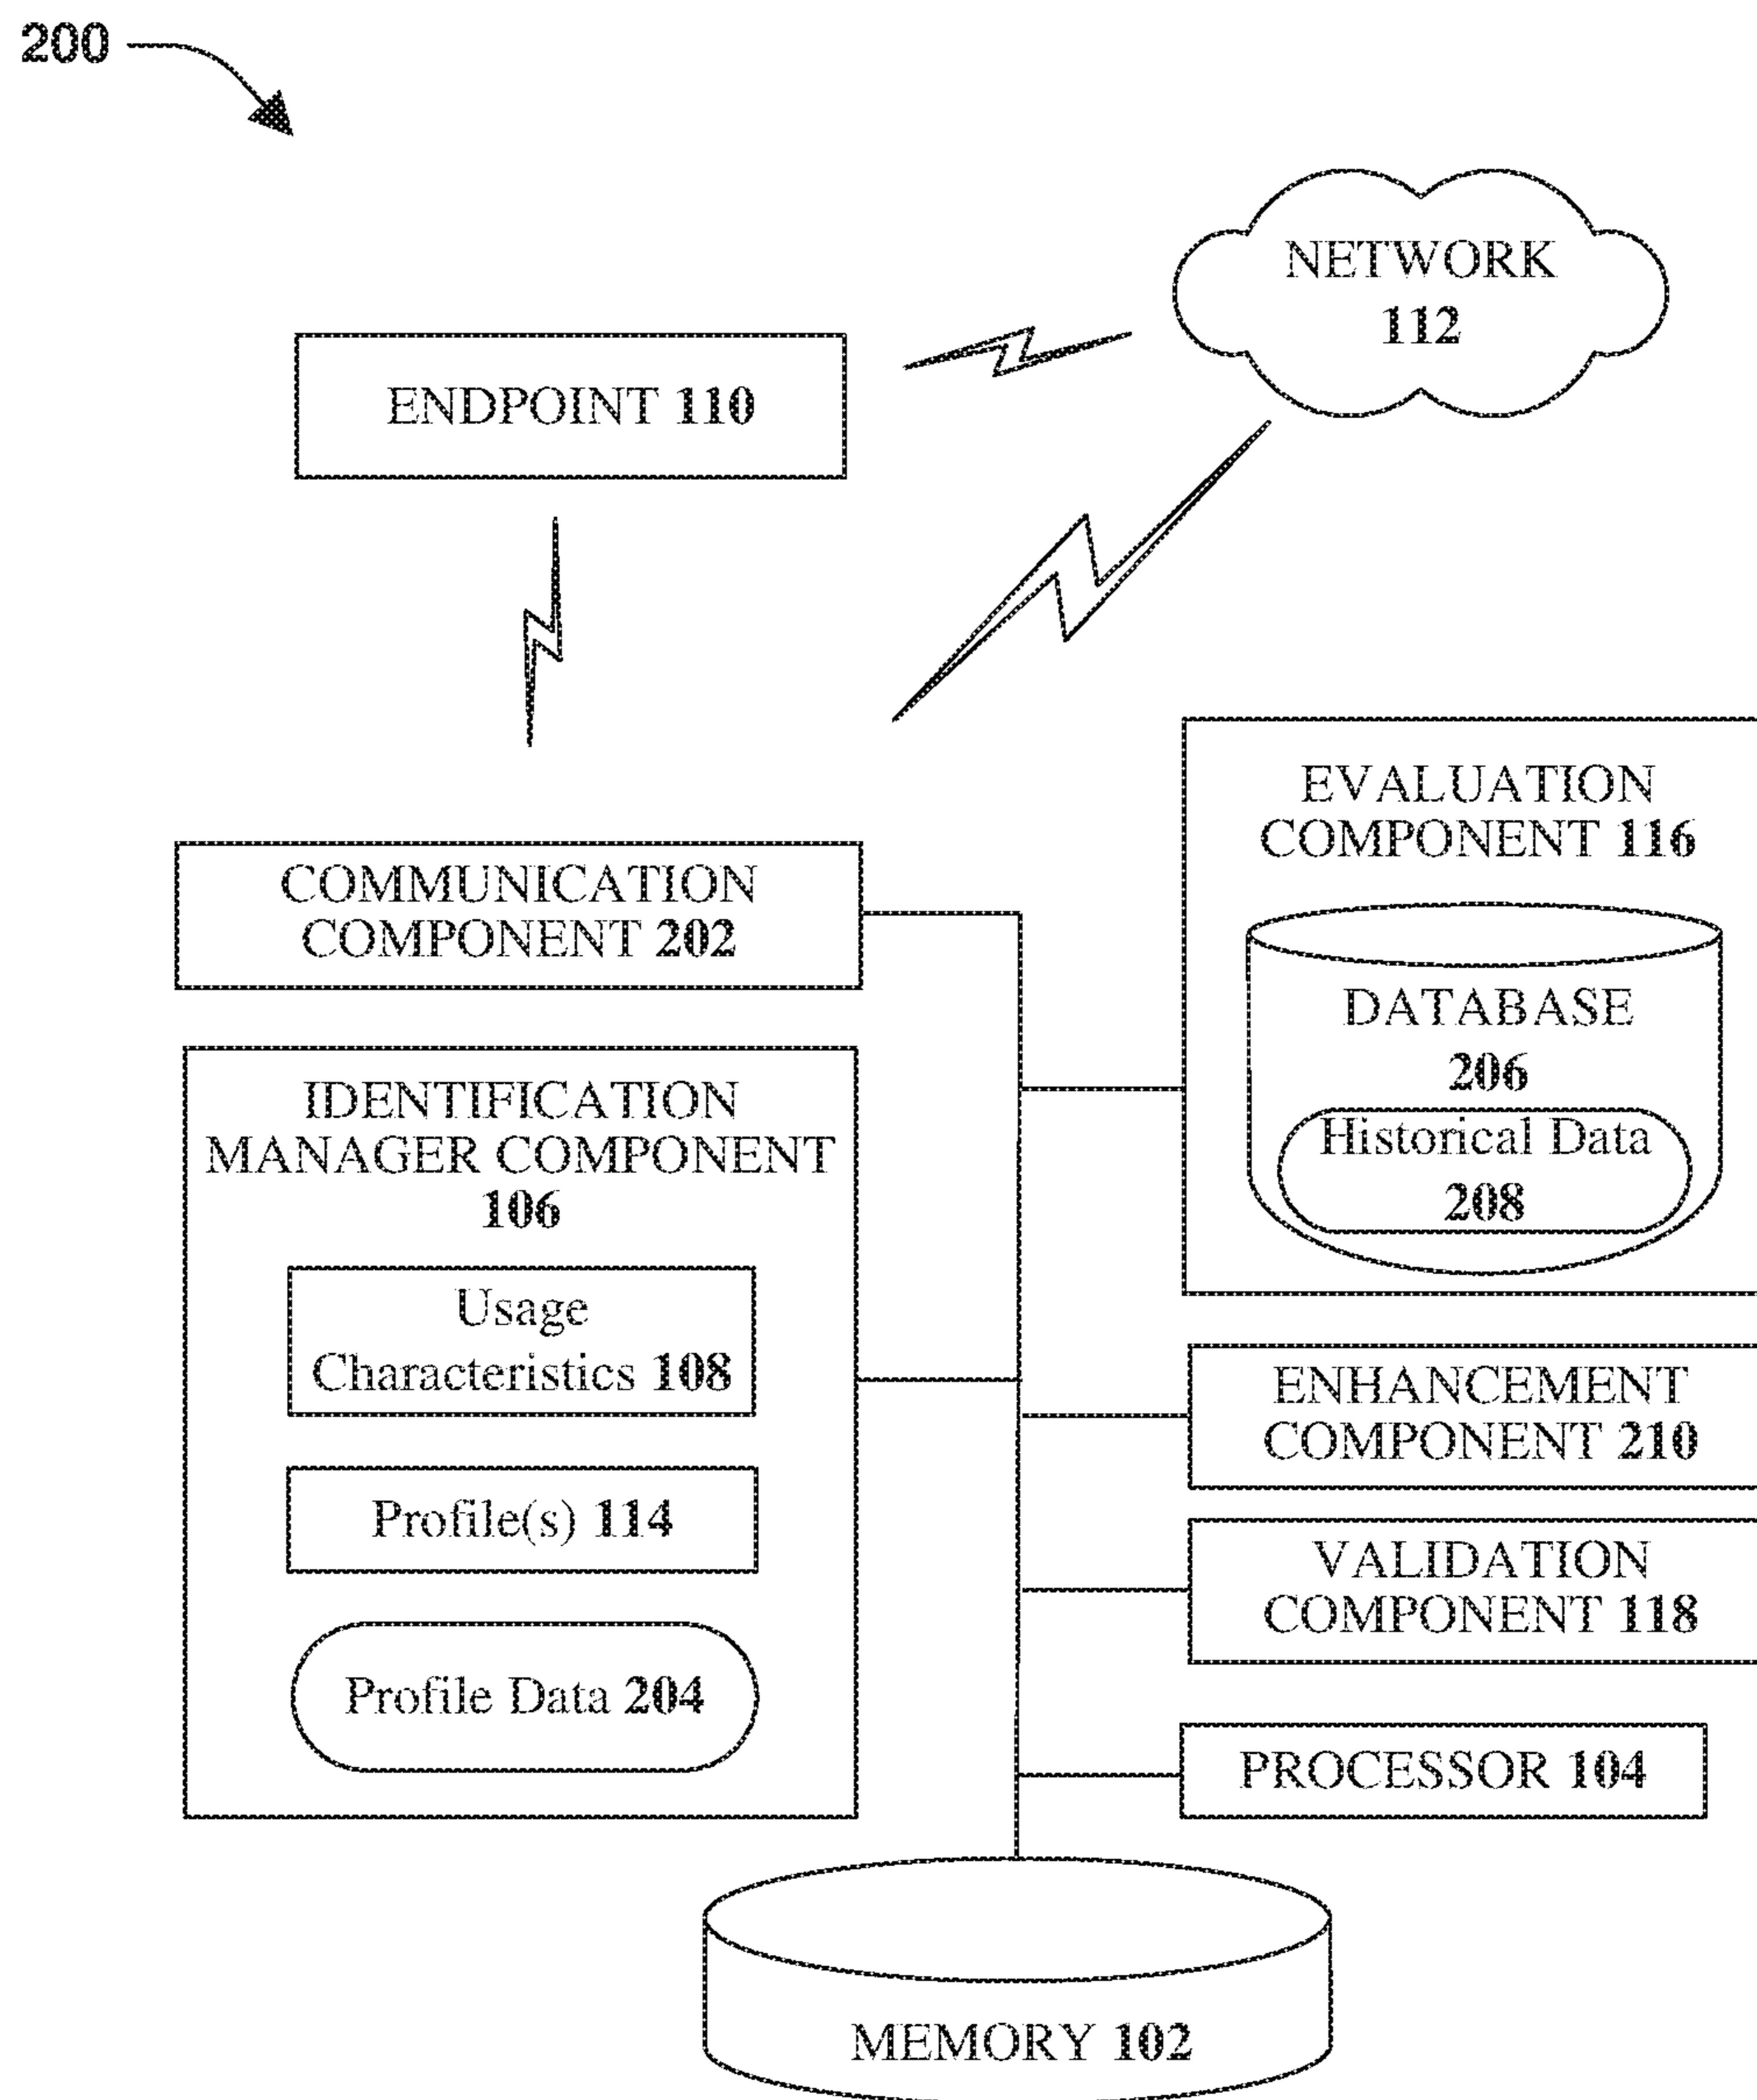 200
NETWORK
112
ENDPOINT 110
COMMUNICATION
COMPONENT 202
IDENTIFICATION
MANAGER COMPONENT
106
Usage
Characteristics 108
Profile(s) 114
Profile Data 204
EVALUATION
COMPONENT 116
DATABASE
206
Historical Data
208
ENHANCEMENT
COMPONENT 210
VALIDATION
COMPONENT 118
PROCESSOR 104
MEMORY 102